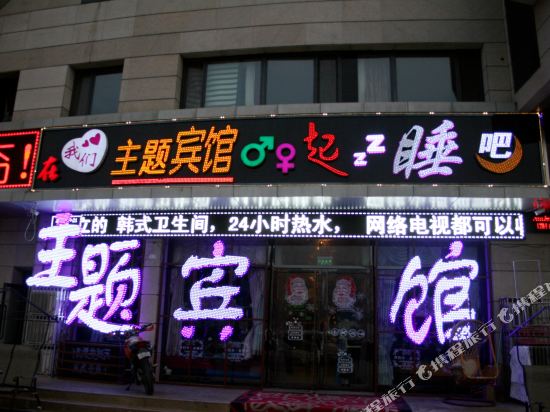 在
我们
主题宾馆♂♀起zzz睡吧
的 韩式卫生间，24小时热水， 网络电视都可以
主题宾馆
携程旅行